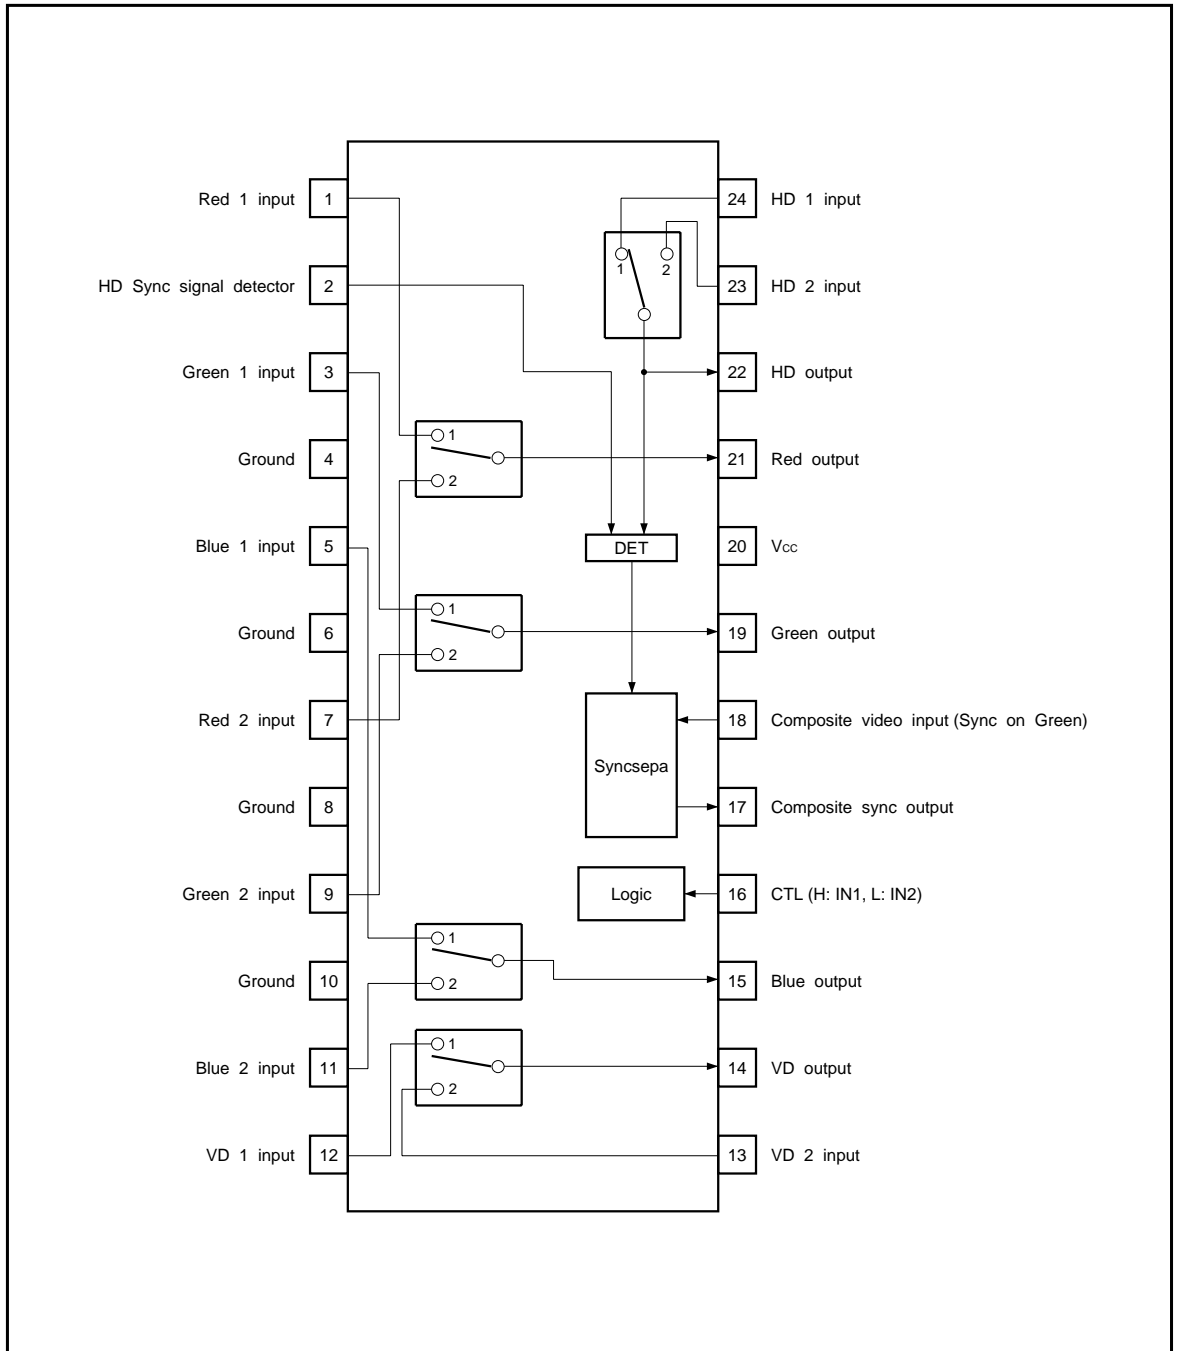 Red 1 input 1
24 HD 1 input
1 2
HD Sync signal detector 2
23 HD 2 input
Green 1 input 3
22 HD output
1
2
Ground 4
21 Red output
Blue 1 input 5
DET
20 Vcc
1
2
Ground 6
19 Green output
Red 2 input 7
18 Composite video input (Sync on Green)
Syncsepa
Ground 8
17 Composite sync output
Green 2 input 9
Logic
16 CTL (H: IN1, L: IN2)
1
2
Ground 10
15 Blue output
1
2
Blue 2 input 11
14 VD output
VD 1 input 12
13 VD 2 input